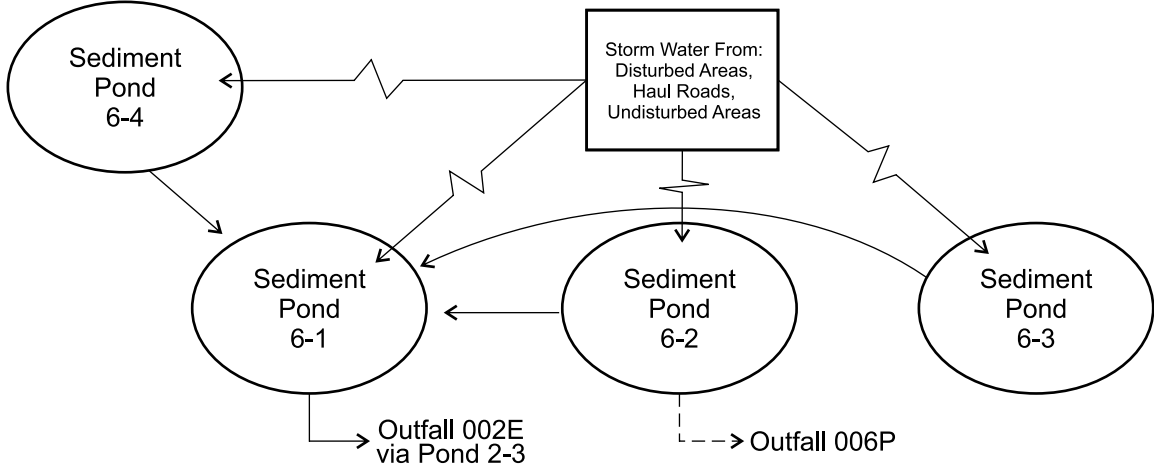 Sediment
Pond
6-4
Storm Water From:
Disturbed Areas,
Haul Roads,
Undisturbed Areas
Sediment
Pond
6-1
Sediment
Pond
6-2
Sediment
Pond
6-3
Outfall 002E
via Pond 2-3
Outfall 006P